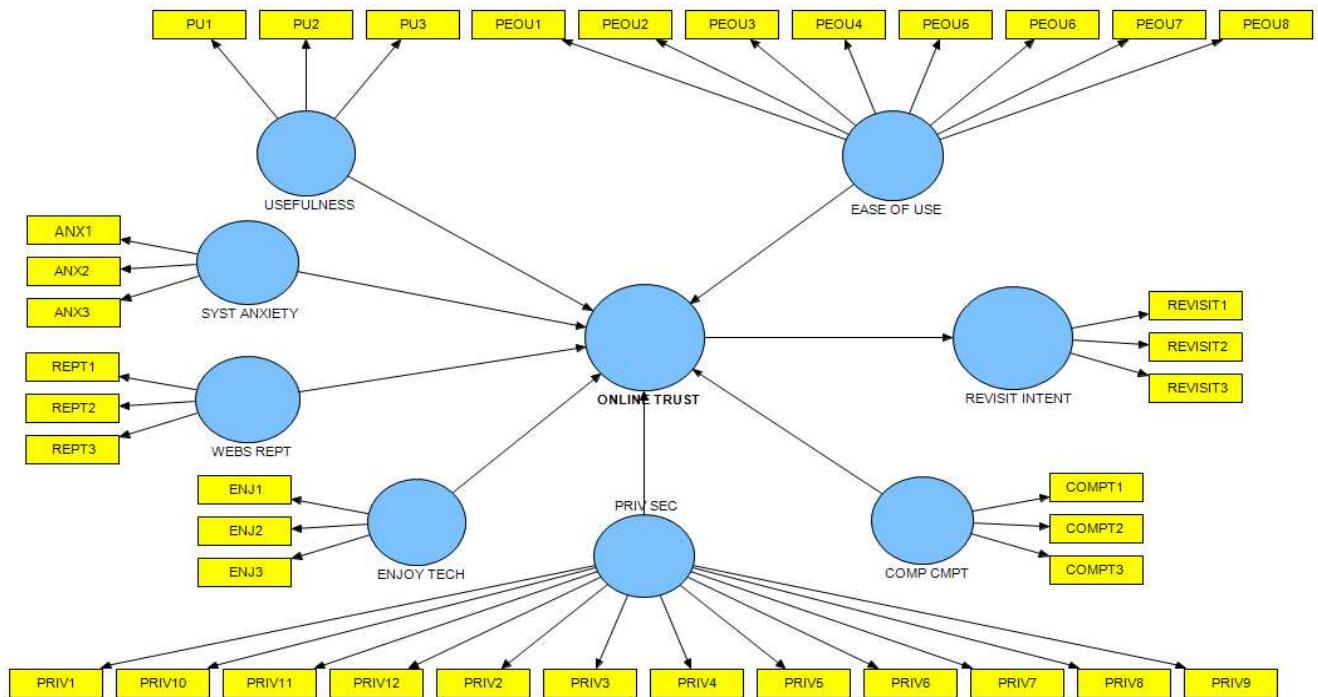 PU1 PU2 PU3 PEOU1 PEOU2 PEOU3 PEOU4 PEOU5 PEOU6 PEOU7 PEOU8
USEFULNESS
EASE OF USE
ANX1
ANX2
ANX3
SYST ANXIETY
REVISIT1
REVISIT2
REVISIT3
REVISIT INTENT
ONLINE TRUST
REPT1
REPT2
REPT3
WEBS REPT
ENJ1
ENJ2
ENJ3
ENJOY TECH
PRIV SEC
COMPT1
COMPT2
COMPT3
COMP CMPT
PRIV1 PRIV10 PRIV11 PRIV12 PRIV2 PRIV3 PRIV4 PRIV5 PRIV6 PRIV7 PRIV8 PRIV9